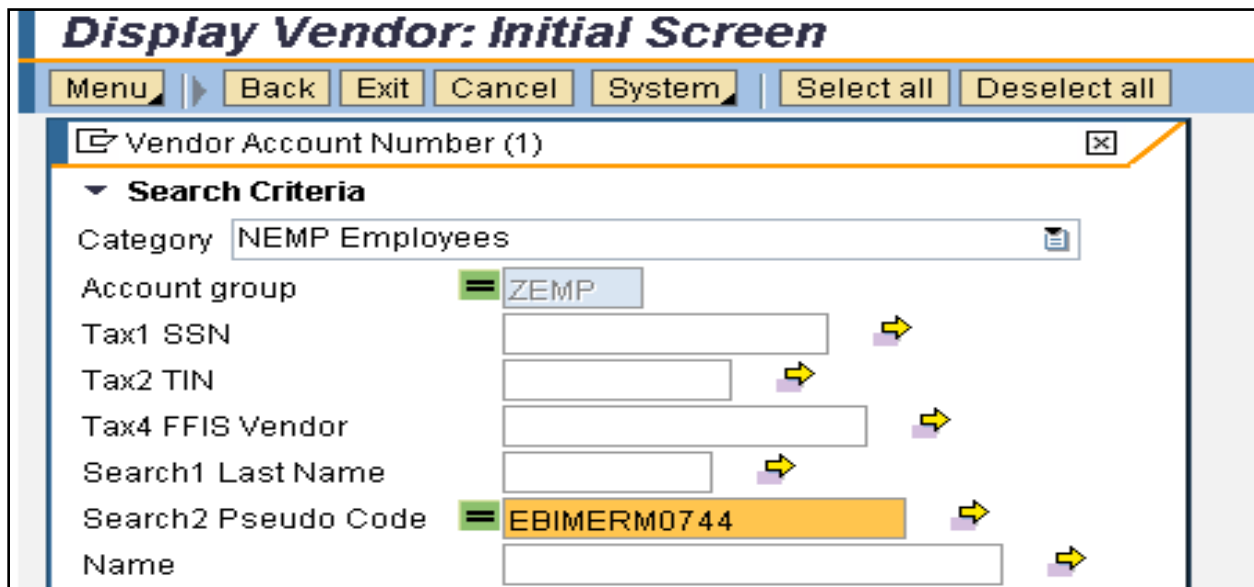 Display Vendor: Initial Screen
Menu Back Exit Cancel System Select all Deselect all
Vendor Account Number (1)
Search Criteria
Category NEMP Employees
Account group = ZEMP
Tax1 SSN
Tax2 TIN
Tax4 FFIS Vendor
Search1 Last Name
Search2 Pseudo Code = EBIMERM0744
Name